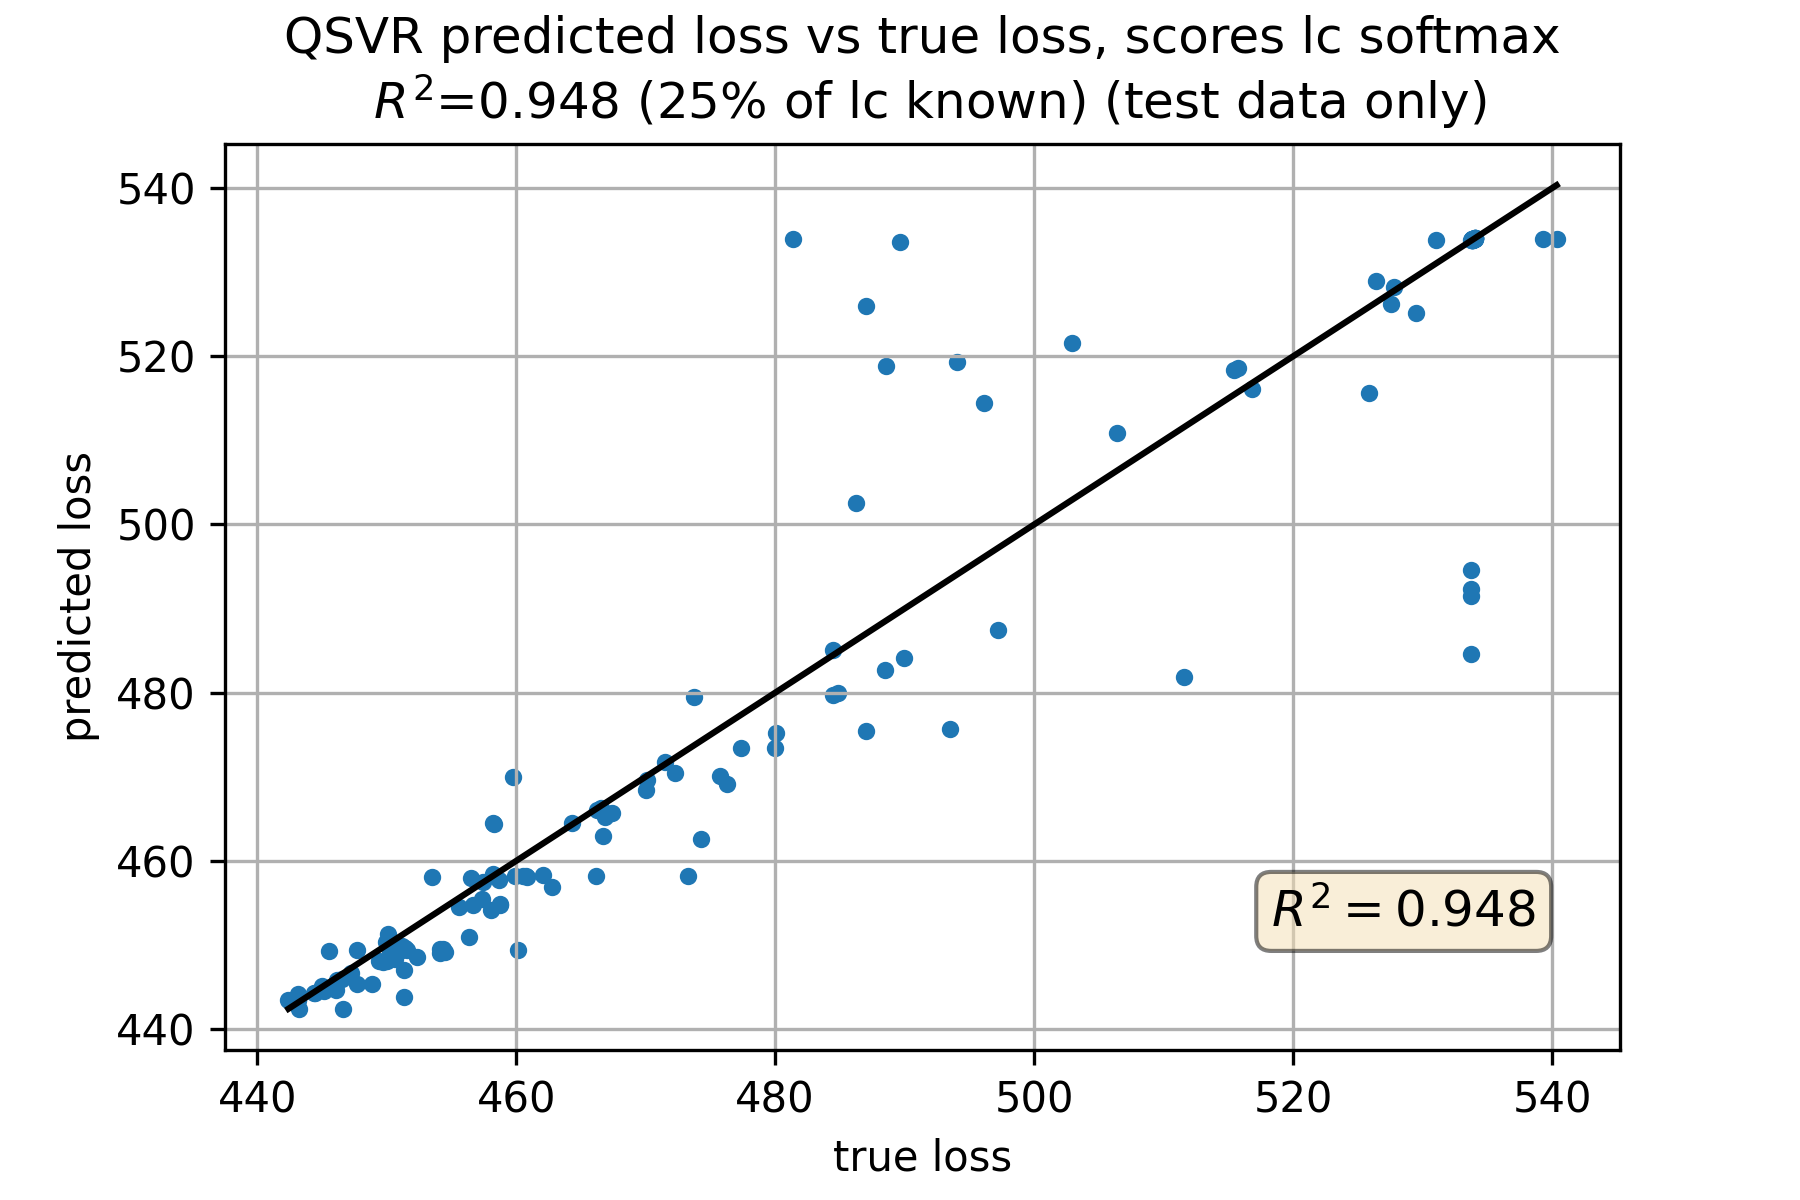 QSVR predicted loss vs true loss, scores lc softmax
R²=0.948 (25% of lc known) (test data only)
540
520
500
480
460
440
predicted loss
R² = 0.948
440 460 480 500 520 540
true loss